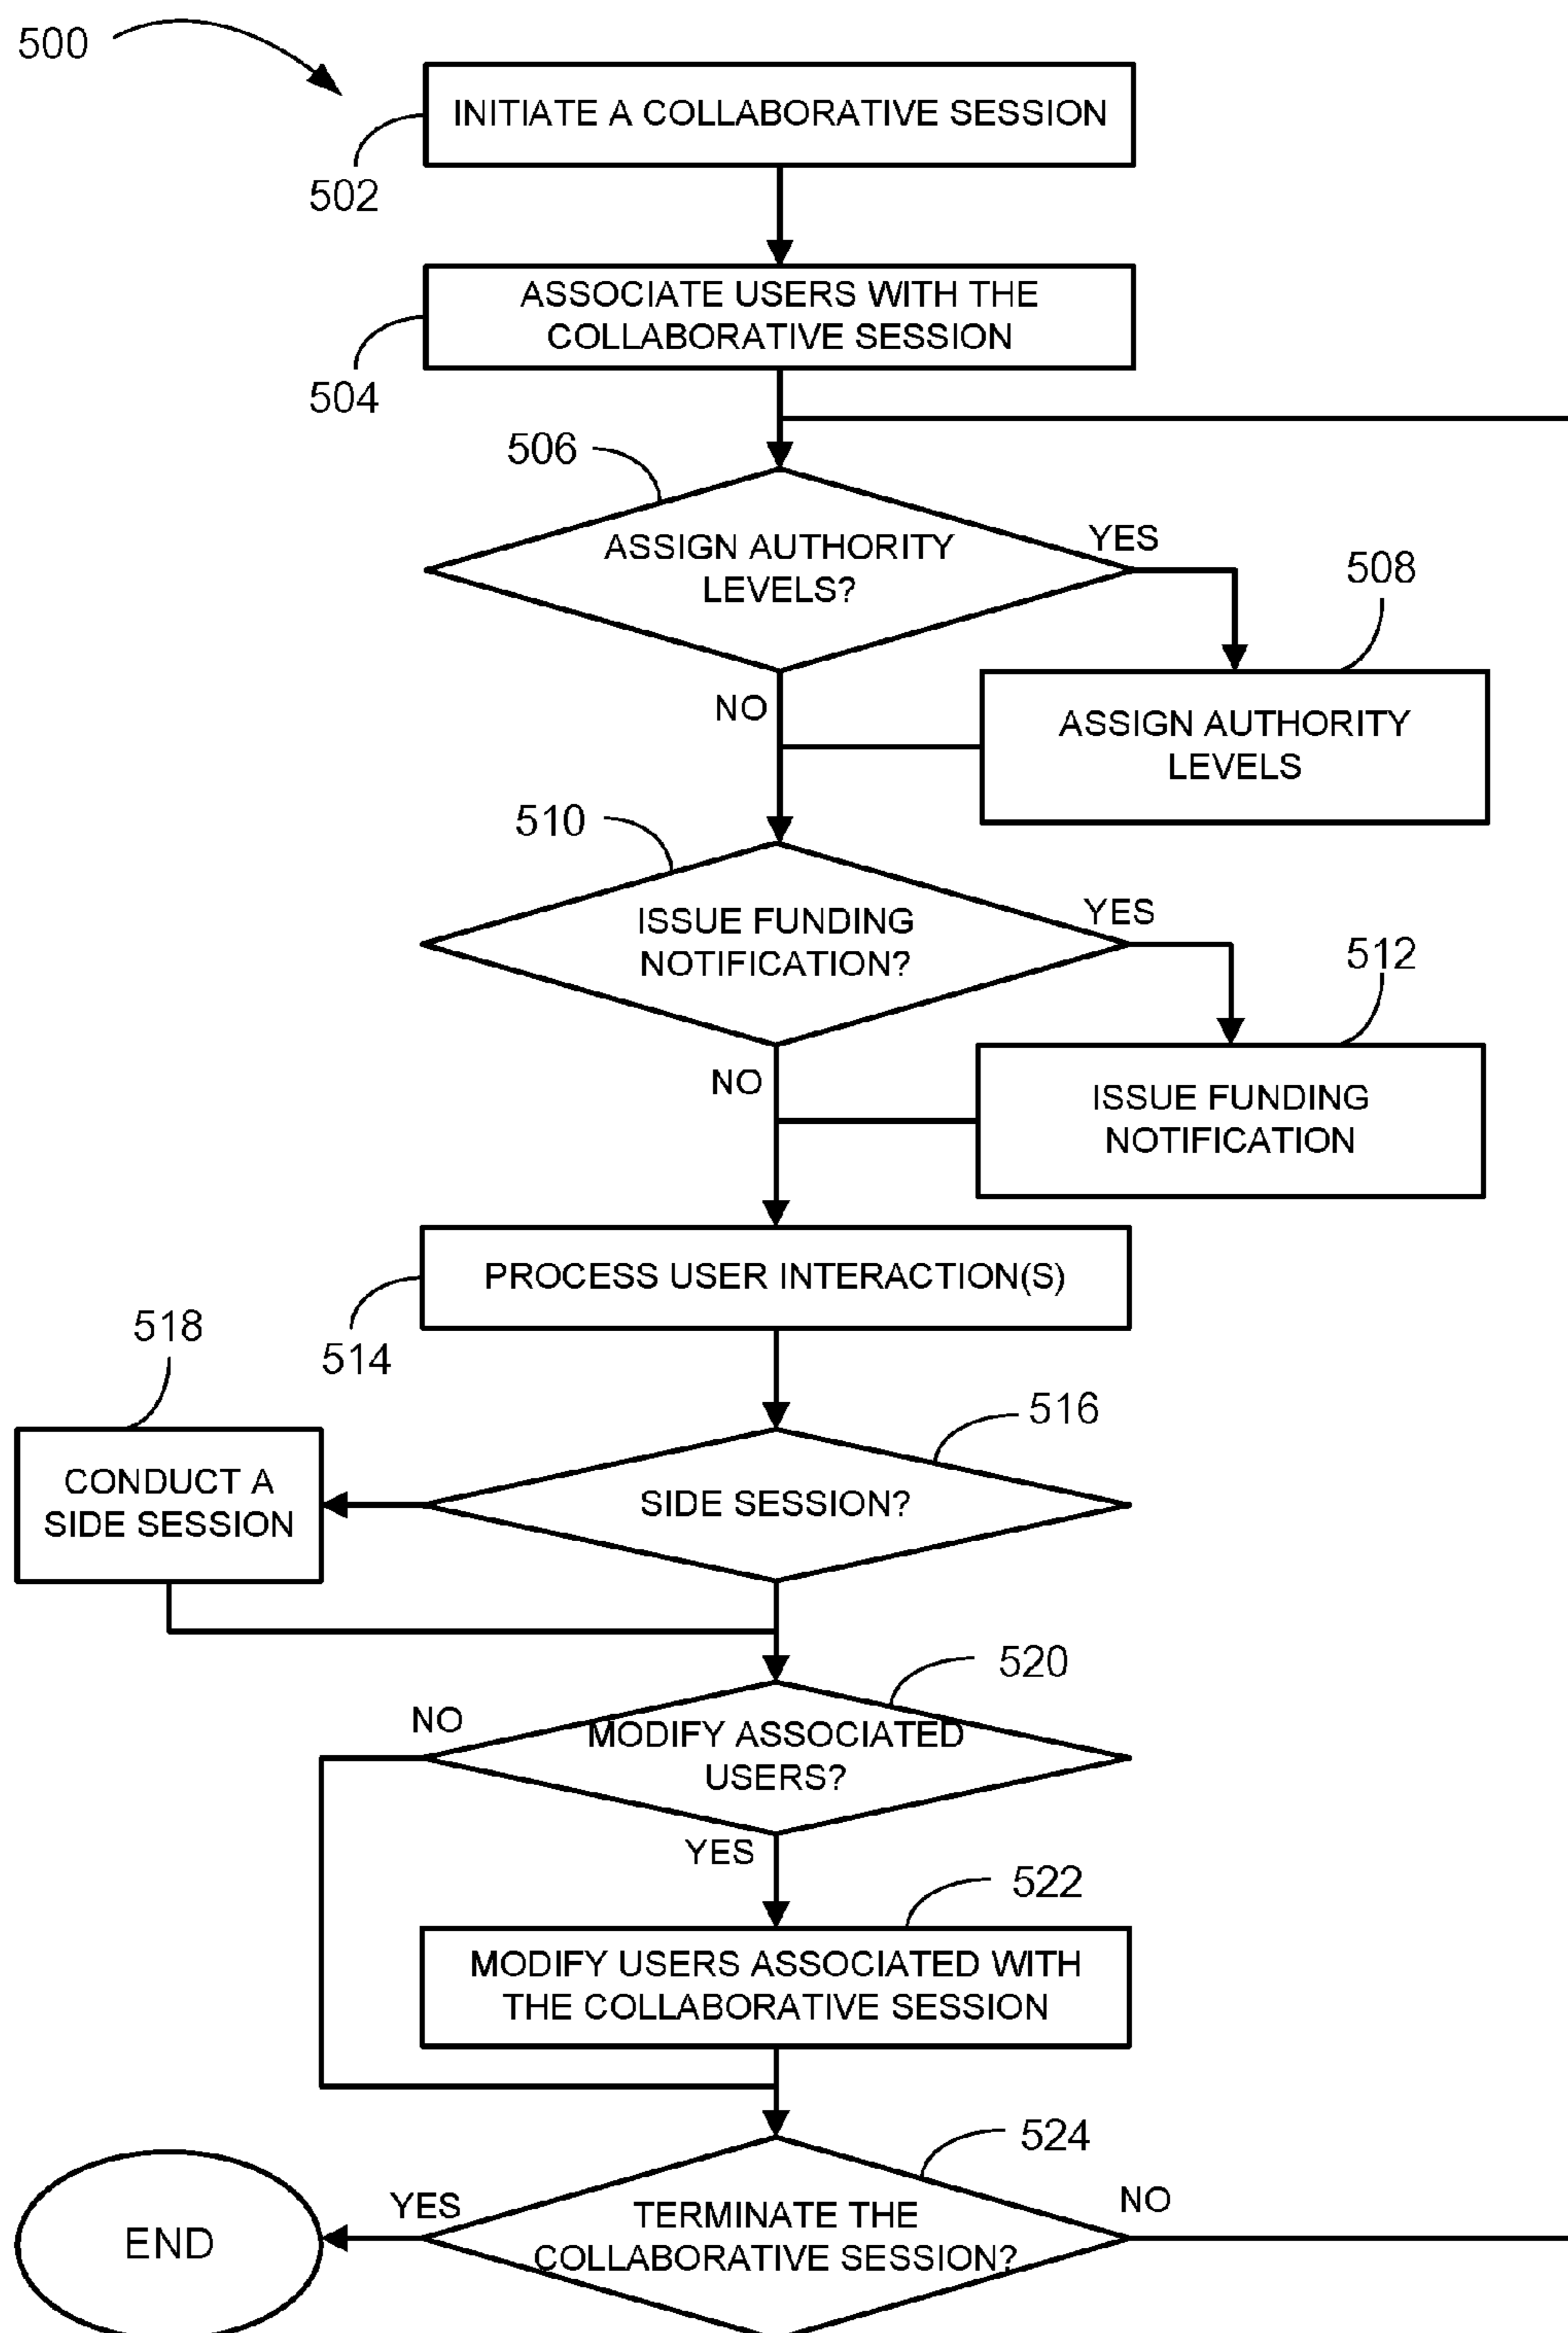 500
INITIATE A COLLABORATIVE SESSION
502
ASSOCIATE USERS WITH THE
COLLABORATIVE SESSION
504
506
ASSIGN AUTHORITY
LEVELS?
YES
508
NO
ASSIGN AUTHORITY
LEVELS
510
ISSUE FUNDING
NOTIFICATION?
YES
512
NO
ISSUE FUNDING
NOTIFICATION
PROCESS USER INTERACTION(S)
514
518
516
CONDUCT A
SIDE SESSION
SIDE SESSION?
520
NO
MODIFY ASSOCIATED
USERS?
YES
522
MODIFY USERS ASSOCIATED WITH
THE COLLABORATIVE SESSION
524
END
YES
TERMINATE THE
COLLABORATIVE SESSION?
NO